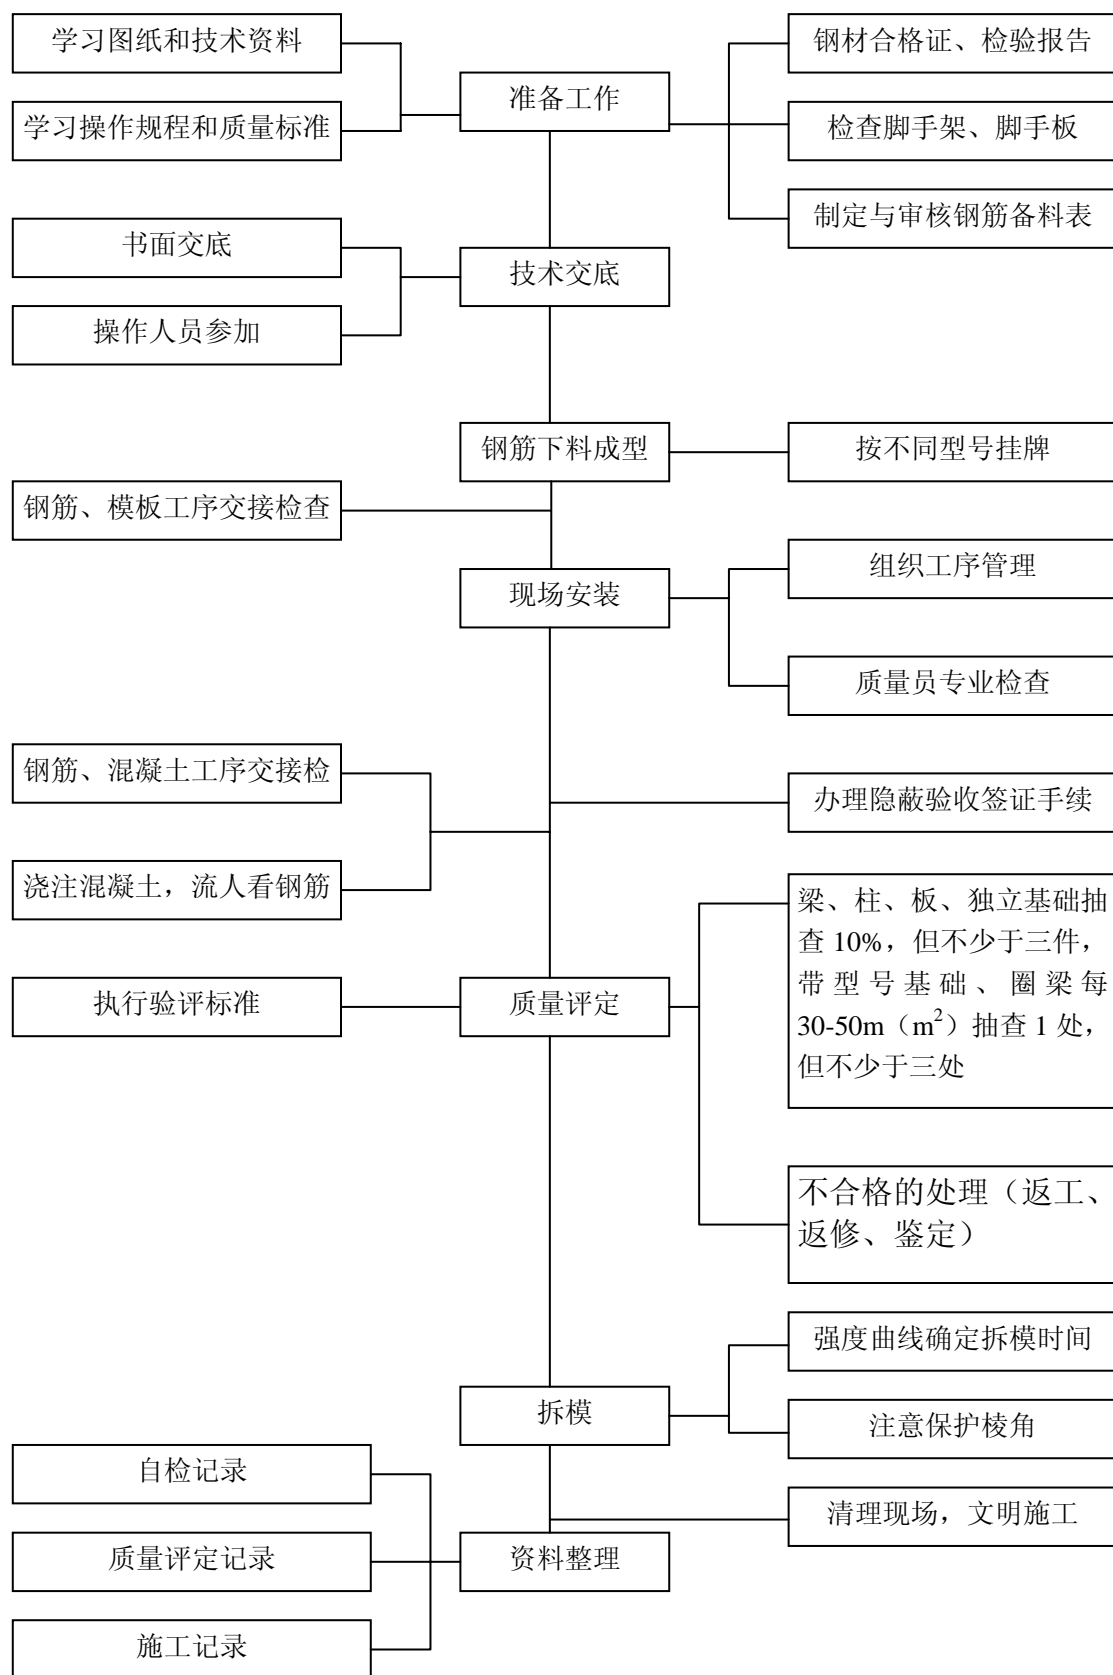 学习图纸和技术资料
钢材合格证、检验报告
准备工作
学习操作规程和质量标准
检查脚手架、脚手板
制定与审核钢筋备料表
书面交底
技术交底
操作人员参加
钢筋下料成型
按不同型号挂牌
钢筋、模板工序交接检查
组织工序管理
现场安装
质量员专业检查
钢筋、混凝土工序交接检
办理隐蔽验收签证手续
浇注混凝土，流人看钢筋
梁、柱、板、独立基础抽
查 10%，但不少于三件，
带型号基础、圈梁每
30-50m（m²）抽查 1 处，
但不少于三处
执行验评标准
质量评定
不合格的处理（返工、
返修、鉴定）
强度曲线确定拆模时间
拆模
注意保护棱角
自检记录
清理现场，文明施工
质量评定记录
资料整理
施工记录